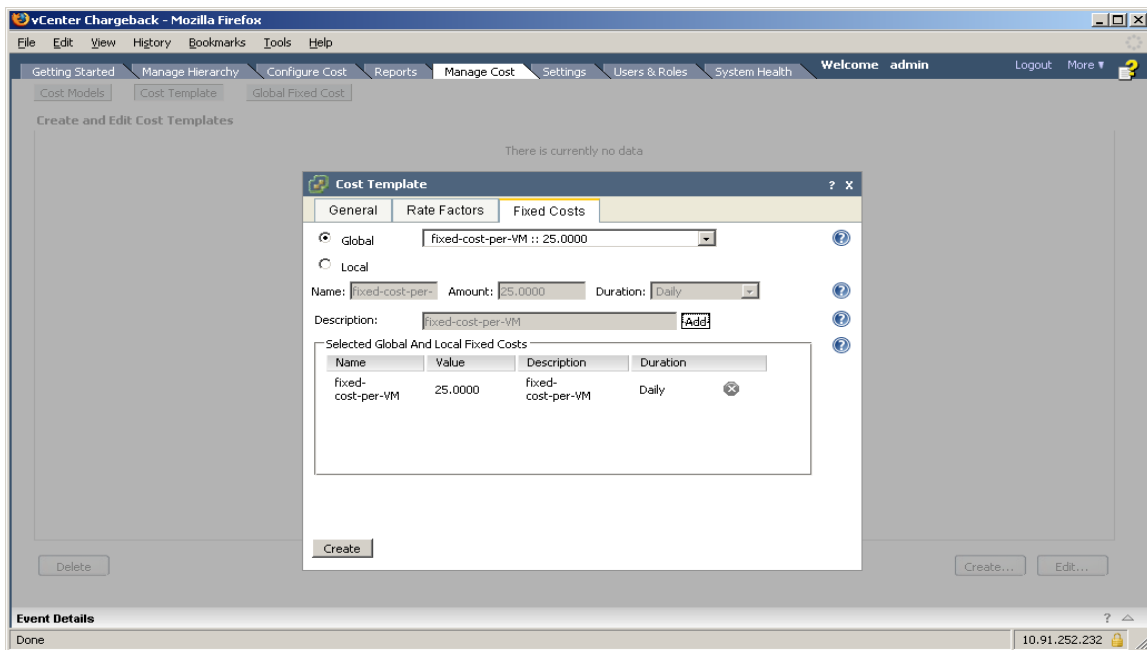 vCenter Chargeback - Mozilla Firefox
File Edit View History Bookmarks Tools Help
Getting Started Manage Hierarchy Configure Cost Reports Manage Cost Settings Users & Roles System Health Welcome admin Logout More
Cost Models Cost Template Global Fixed Cost
Create and Edit Cost Templates
There is currently no data
Cost Template ? X
General Rate Factors Fixed Costs
Global fixed-cost-per-VM :: 25.0000 ?
Local
Name: fixed-cost-per- Amount: 25.0000 Duration: Daily ?
Description: fixed-cost-per-VM Add ?
Selected Global And Local Fixed Costs ?
Name Value Description Duration
fixed-cost-per-VM 25.0000 fixed-cost-per-VM Daily
Create
Delete Create... Edit...
Event Details ?
Done 10.91.252.232